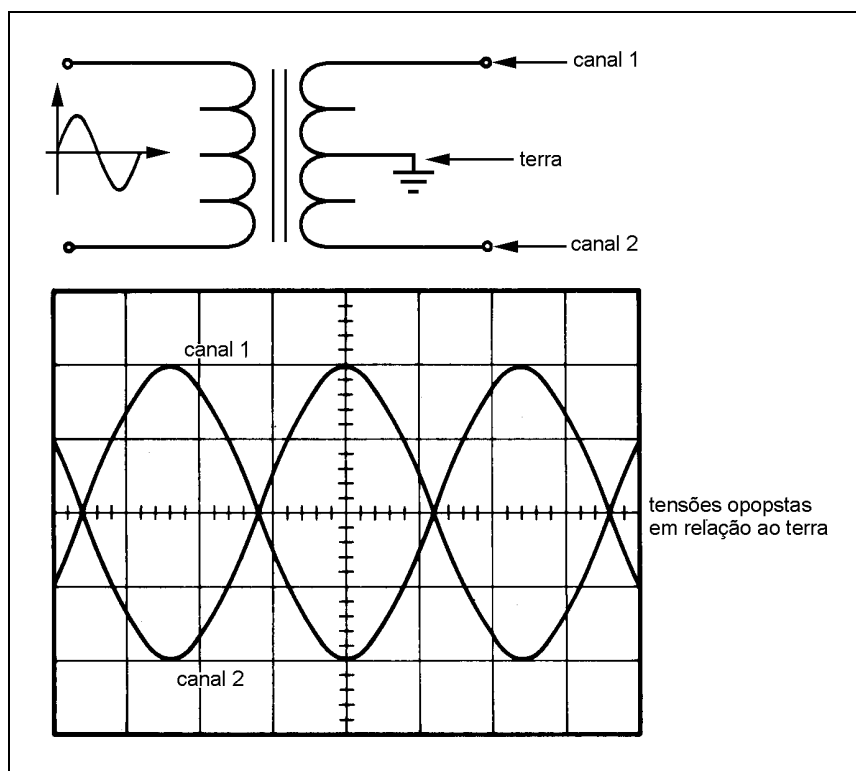 canal 1
terra
canal 2
canal 1
tensões opopstas
em relação ao terra
canal 2